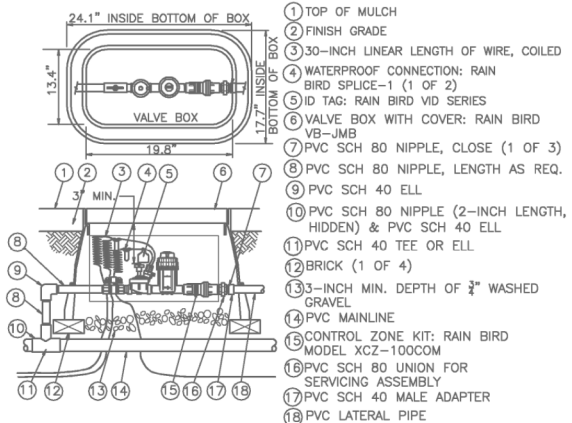 24.1" INSIDE BOTTOM OF BOX
13.4"
17.7" INSIDE
BOTTOM OF BOX
VALVE BOX
19.8"
1 2 3 4 5 6 7
3" MIN.
8
9
8
10
11 12 13 14 15 16 17 18
1 TOP OF MULCH
2 FINISH GRADE
3 30-INCH LINEAR LENGTH OF WIRE, COILED
4 WATERPROOF CONNECTION: RAIN
BIRD SPLICE-1 (1 OF 2)
5 ID TAG: RAIN BIRD VID SERIES
6 VALVE BOX WITH COVER: RAIN BIRD
VB-JMB
7 PVC SCH 80 NIPPLE, CLOSE (1 OF 3)
8 PVC SCH 80 NIPPLE, LENGTH AS REQ.
9 PVC SCH 40 ELL
10 PVC SCH 80 NIPPLE (2-INCH LENGTH,
HIDDEN) & PVC SCH 40 ELL
11 PVC SCH 40 TEE OR ELL
12 BRICK (1 OF 4)
13 3-INCH MIN. DEPTH OF 3/4" WASHED
GRAVEL
14 PVC MAINLINE
15 CONTROL ZONE KIT: RAIN BIRD
MODEL XCZ-100COM
16 PVC SCH 80 UNION FOR
SERVICING ASSEMBLY
17 PVC SCH 40 MALE ADAPTER
18 PVC LATERAL PIPE